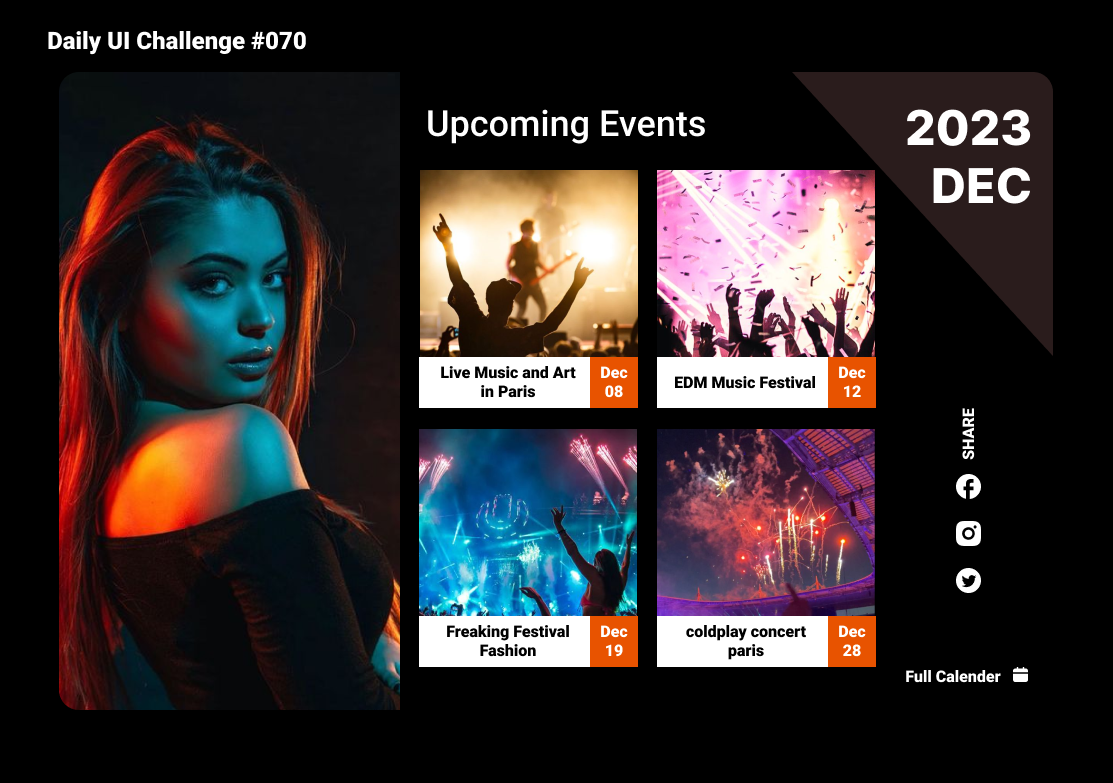 Daily UI Challenge #070
Upcoming Events
2023
DEC
Live Music and Art
in Paris
Dec
08
EDM Music Festival
Dec
12
Freaking Festival
Fashion
Dec
19
coldplay concert
paris
Dec
28
SHARE
Full Calender